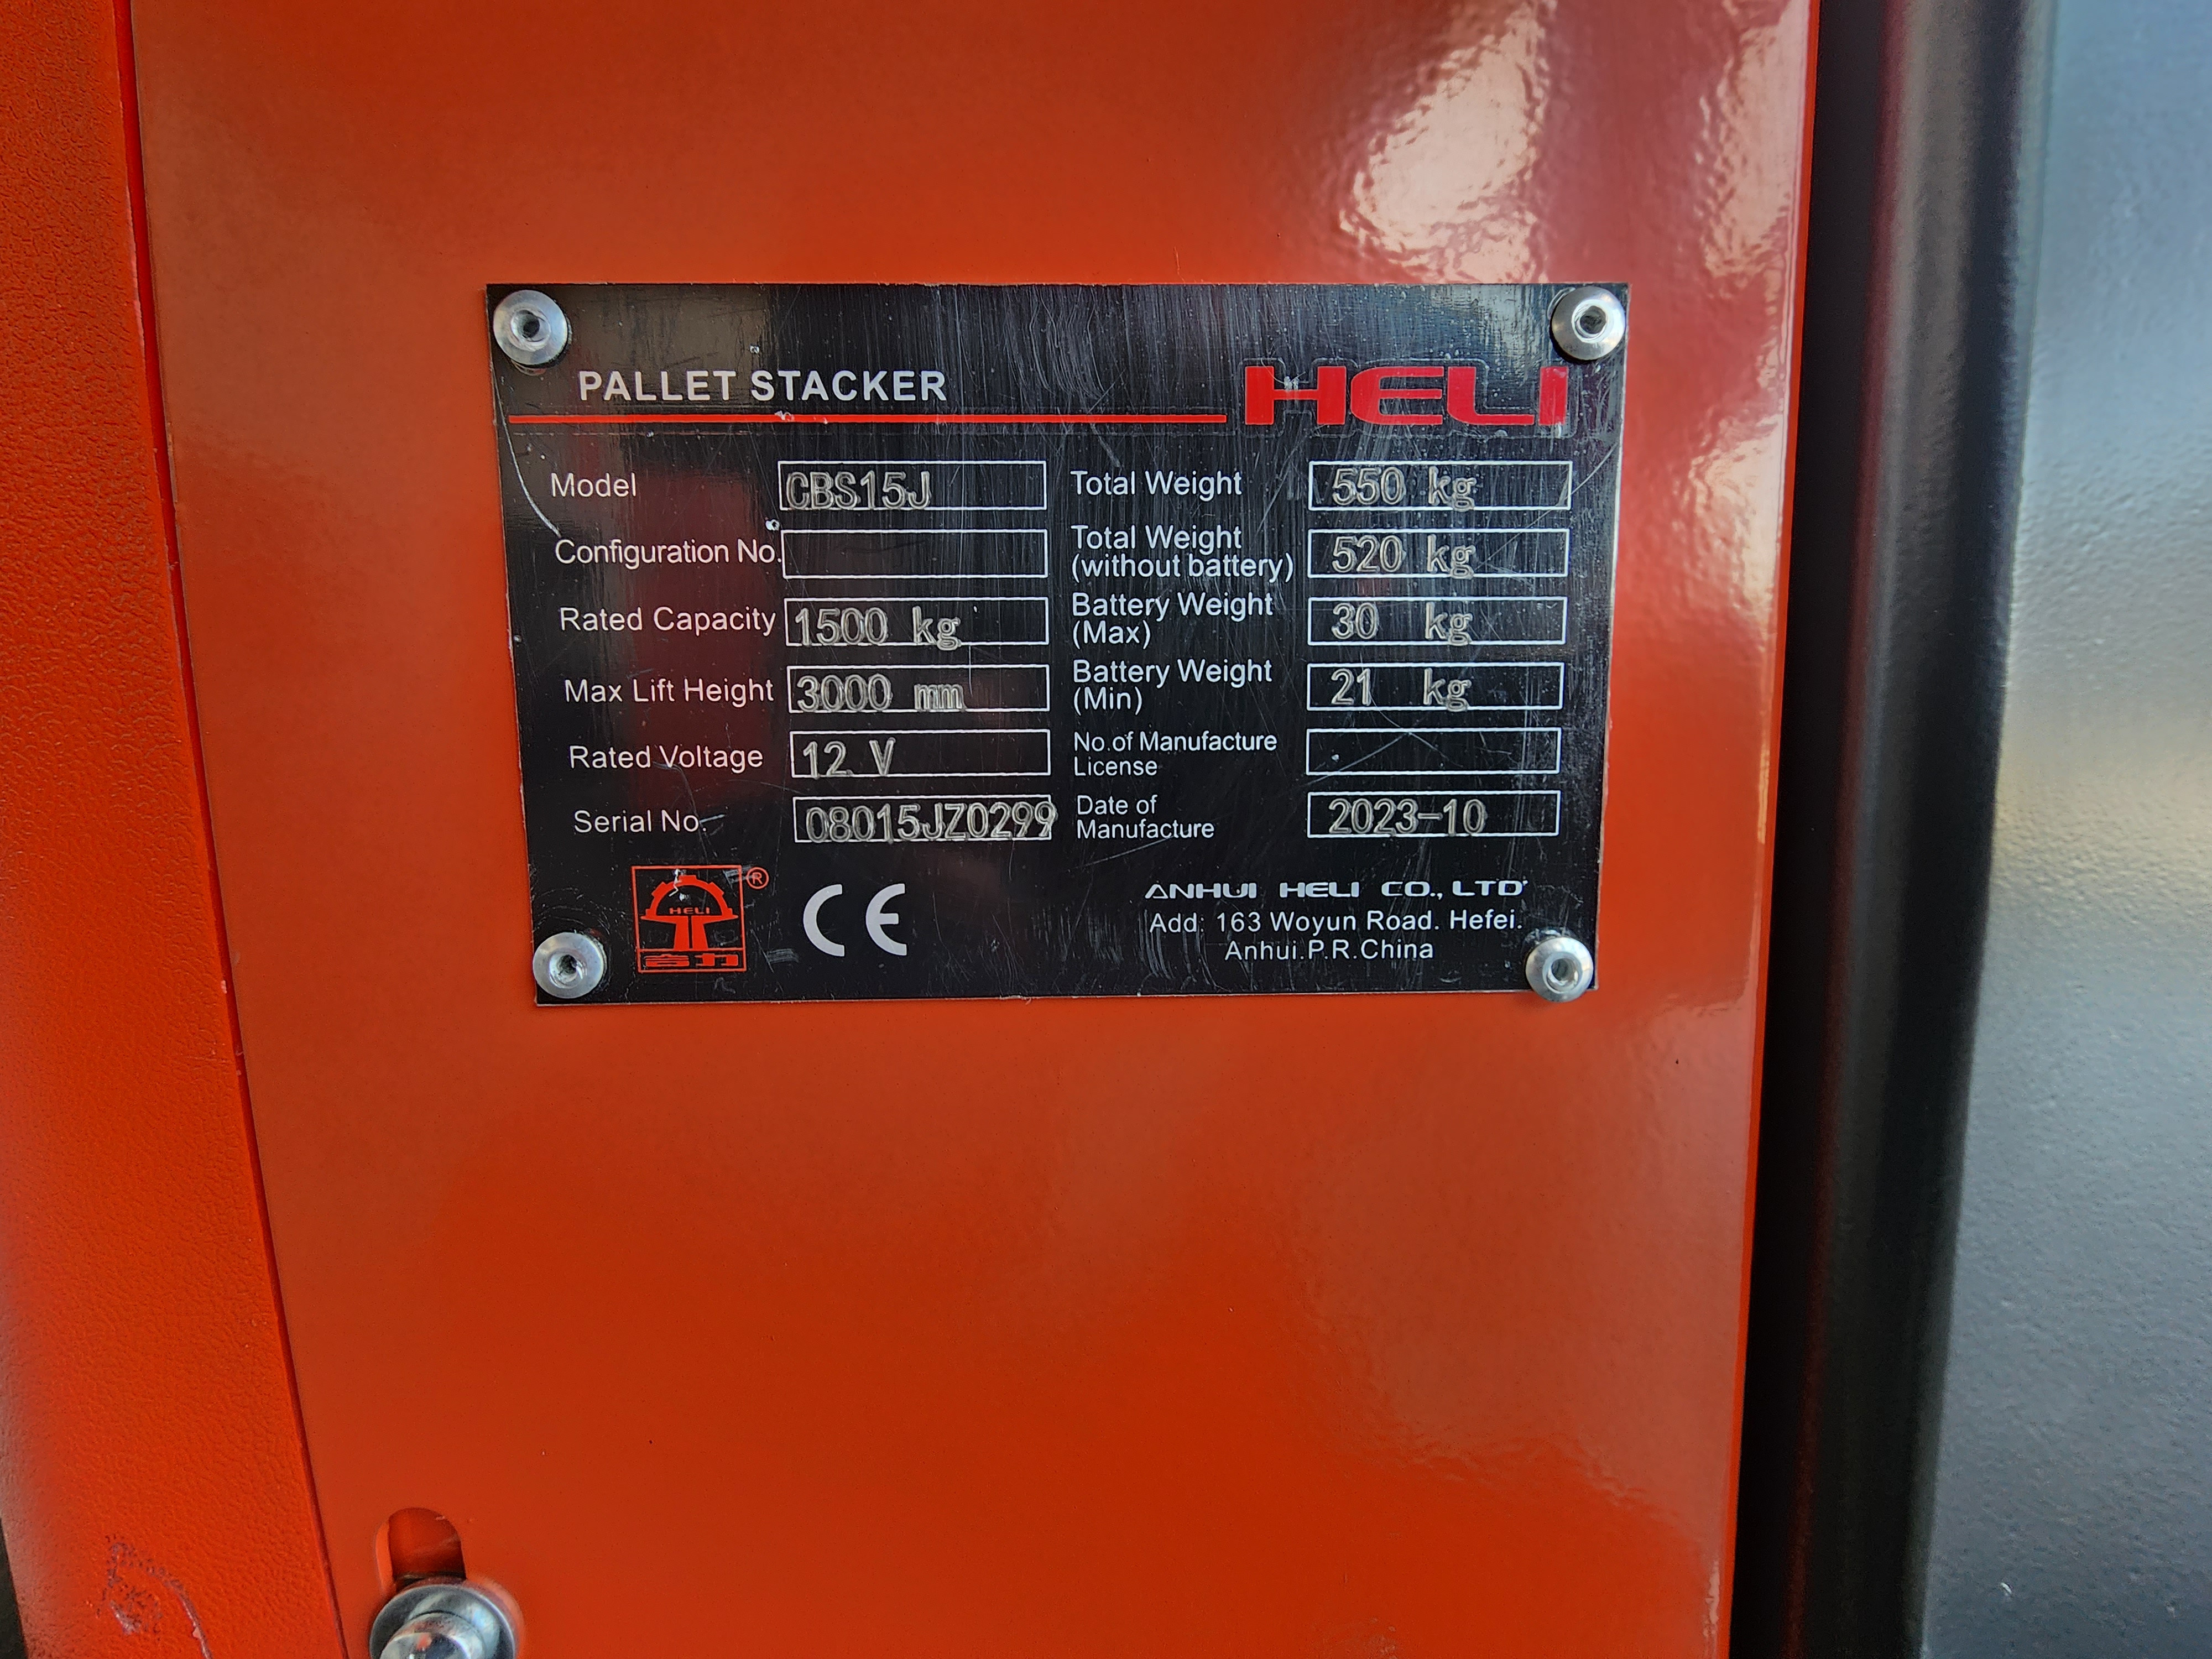 PALLET STACKER HELI
Model CBS15J Total Weight 550 kg
Configuration No. Total Weight (without battery) 520 kg
Rated Capacity 1500 kg Battery Weight (Max) 30 kg
Max Lift Height 3000 mm Battery Weight (Min) 21 kg
Rated Voltage 12 V No.of Manufacture License
Serial No. 08015JZ0299 Date of Manufacture 2023-10
HELI ®
合力
CE
ANHUI HELI CO., LTD
Add: 163 Woyun Road. Hefei.
Anhui.P.R.China